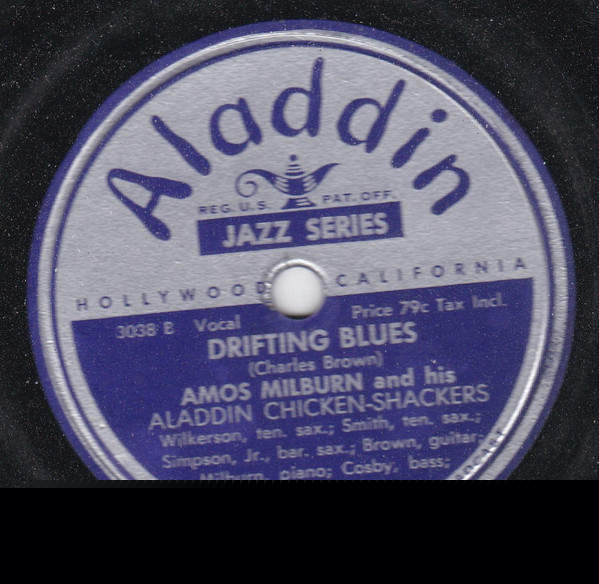 Aladdin
REG. U.S. PAT. OFF.
JAZZ SERIES
HOLLYWOOD CALIFORNIA
3038 B Vocal Price 79c Tax Incl.
DRIFTING BLUES
(Charles Brown)
AMOS MILBURN and his
ALADDIN CHICKEN-SHACKERS
Wilkerson, ten. sax.; Smith, ten. sax.;
Simpson, Jr., bar. sax.; Brown, guitar;
Milburn, piano; Cosby, bass;